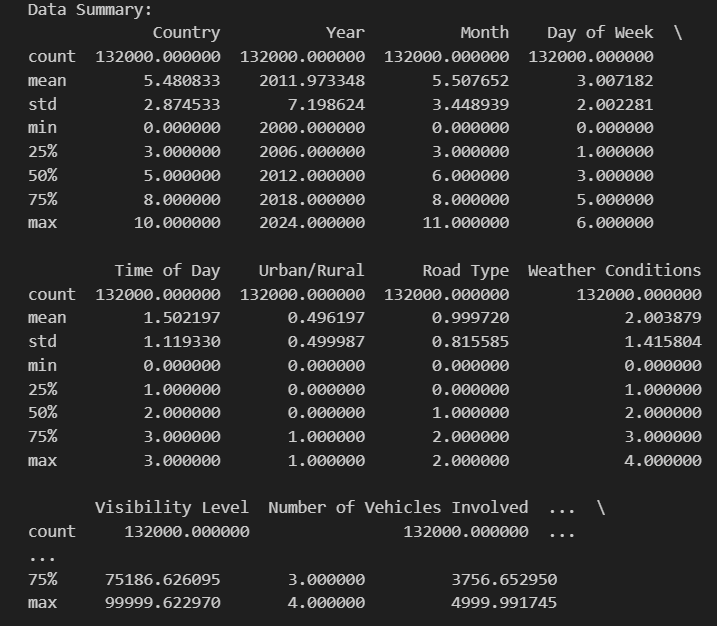 Data Summary:
Country Year Month Day of Week \
count 132000.000000 132000.000000 132000.000000 132000.000000
mean 5.480833 2011.973348 5.507652 3.007182
std 2.874533 7.198624 3.448939 2.002281
min 0.000000 2000.000000 0.000000 0.000000
25% 3.000000 2006.000000 3.000000 1.000000
50% 5.000000 2012.000000 6.000000 3.000000
75% 8.000000 2018.000000 8.000000 5.000000
max 10.000000 2024.000000 11.000000 6.000000
Time of Day Urban/Rural Road Type Weather Conditions
count 132000.000000 132000.000000 132000.000000 132000.000000
mean 1.502197 0.496197 0.999720 2.003879
std 1.119330 0.499987 0.815585 1.415804
min 0.000000 0.000000 0.000000 0.000000
25% 1.000000 0.000000 0.000000 1.000000
50% 2.000000 0.000000 1.000000 2.000000
75% 3.000000 1.000000 2.000000 3.000000
max 3.000000 1.000000 2.000000 4.000000
Visibility Level Number of Vehicles Involved ... \
count 132000.000000 132000.000000 ...
...
75% 75186.626095 3.000000 3756.652950
max 99999.622970 4.000000 4999.991745